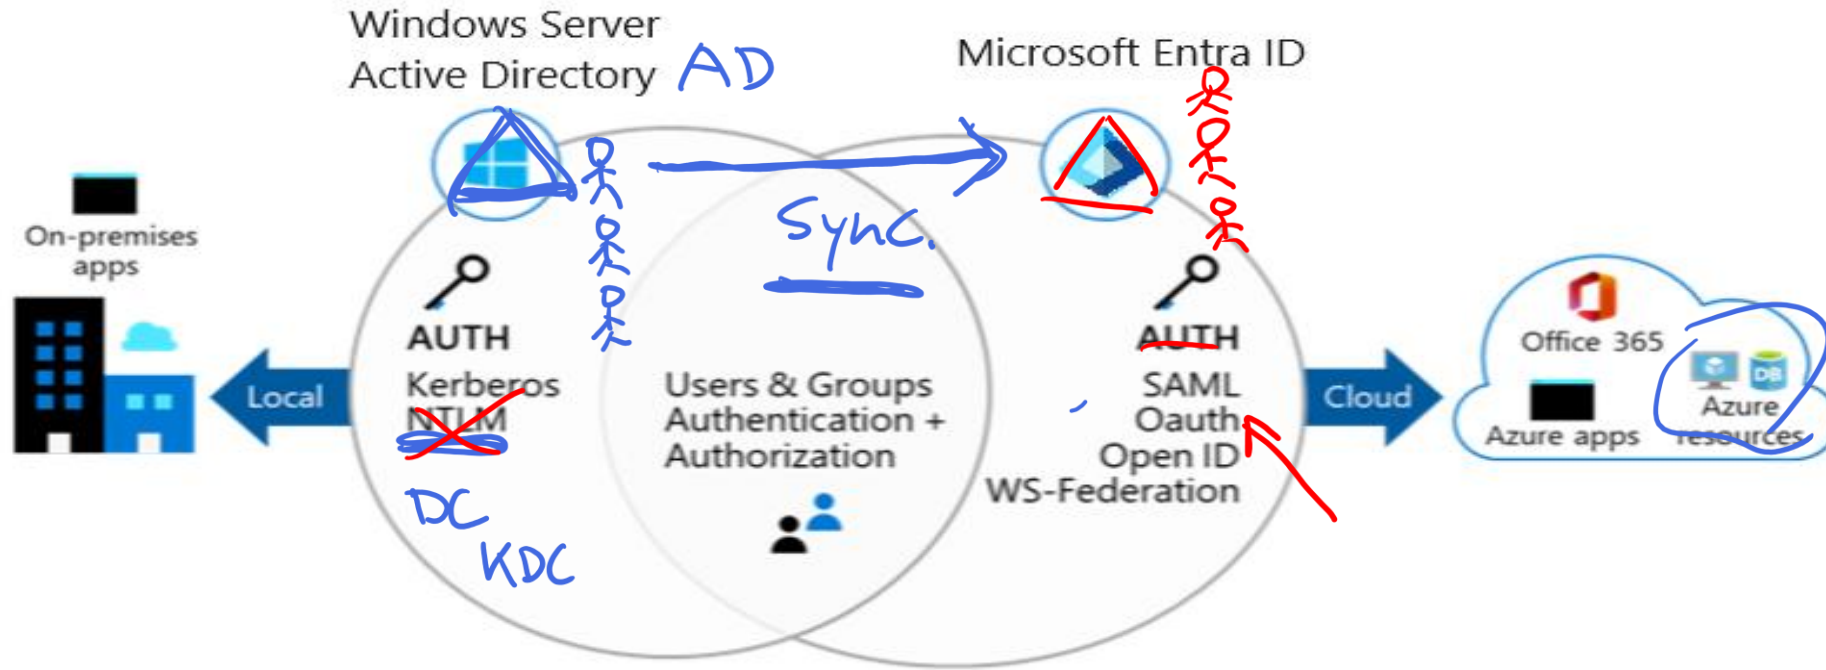 Windows Server
Active Directory AD
Microsoft Entra ID
On-premises
apps
Sync.
AUTH
Kerberos
NTLM
DC
KDC
Local
Users & Groups
Authentication +
Authorization
AUTH
SAML
Oauth
Open ID
WS-Federation
Cloud
Office 365
DB
Azure apps
Azure
resources